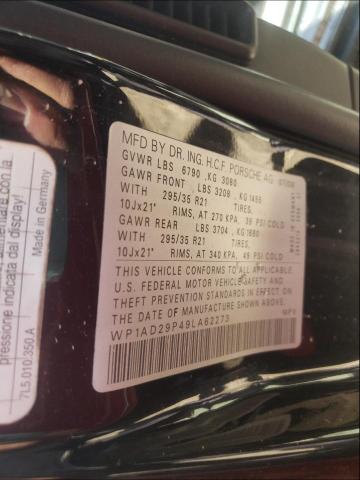 MFD BY DR. ING. H.C.F. PORSCHE AG
GVWR LBS 6790 ,KG 3080
GAWR FRONT , LBS 3208 , KG 1455
WITH 295/35 R21 TIRES,
10Jx21" RIMS, AT 270 KPA, 39 PSI COLD
GAWR REAR LBS 3704 , KG 1680
WITH 295/35 R21 TIRES,
10Jx21" RIMS, AT 340 KPA, 49 PSI COLD
THIS VEHICLE CONFORMS TO ALL APPLICABLE
U.S. FEDERAL MOTOR VEHICLE SAFETY AND
THEFT PREVENTION STANDARDS IN EFFECT ON
THE DATE OF MANUFACTURE SHOWN ABOVE.
WP1AD29P49LA62273 MPV
pressione indicata sul display!
Made in Germany
7L5.010.350.A